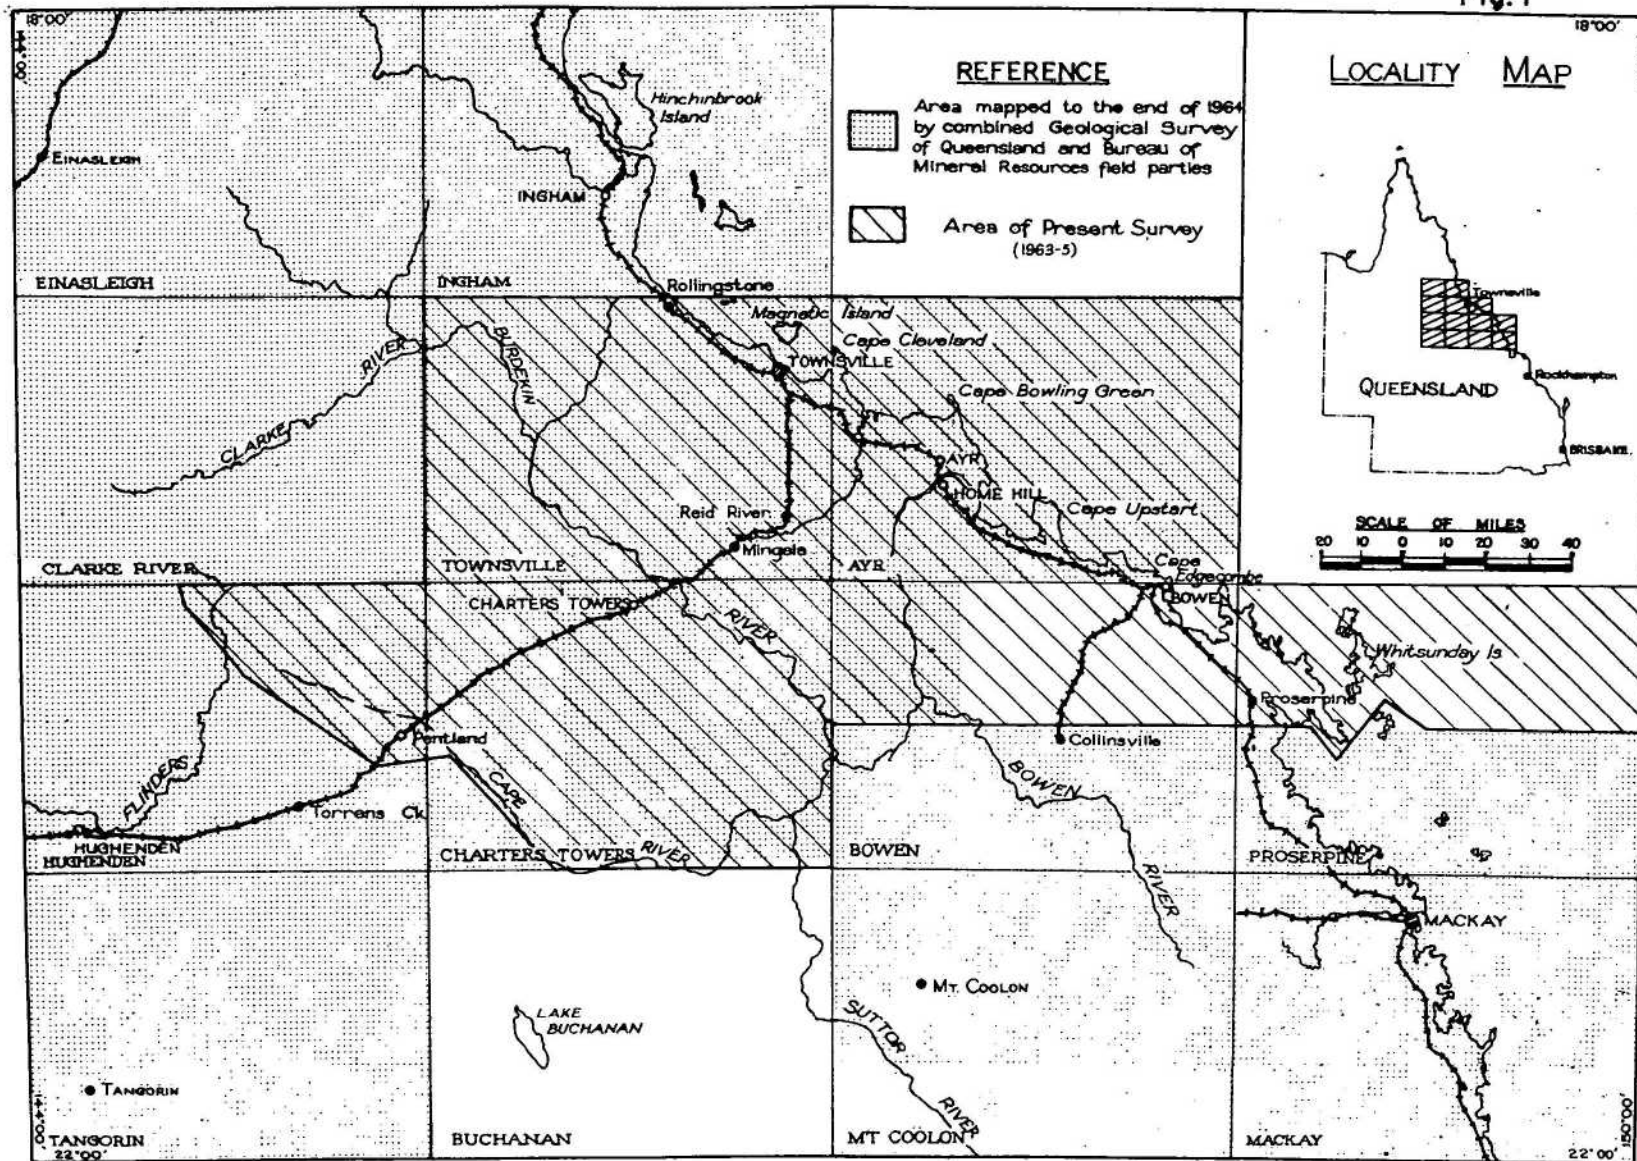 Fig. 1
18°00'
144°00'
18°00'
REFERENCE
Area mapped to the end of 1964
by combined Geological Survey
of Queensland and Bureau of
Mineral Resources field parties
Area of Present Survey
(1963-5)
LOCALITY MAP
Townsville
Rockhampton
QUEENSLAND
BRISBANE.
SCALE OF MILES
20 10 0 10 20 30 40
Hinchinbrook
Island
EINASLEIGH
INGHAM
EINASLEIGH
INGHAM
Rollingstone
Magnetic Island
Cape Cleveland
TOWNSVILLE
BURDEKIN
CLARKE RIVER
Cape Bowling Green
AYR
HOME HILL
Cape Upstart
Reid River
Mingela
CLARKE RIVER
TOWNSVILLE
AYR
Cape
Edgecombe
BOWEN
CHARTERS TOWERS
RIVER
Whitsunday Is.
Proserpine
Pentland
Collinsville
FLINDERS
CAPE
BOWEN
Torrens Ck.
HUGHENDEN
HUGHENDEN
CHARTERS TOWERS
RIVER
BOWEN
PROSERPINE
RIVER
MACKAY
MT. COOLON
LAKE
BUCHANAN
SUTTOR
TANGORIN
RIVER
144°00'
TANGORIN
22°00'
BUCHANAN
MT COOLON
MACKAY
150°00'
22°00'